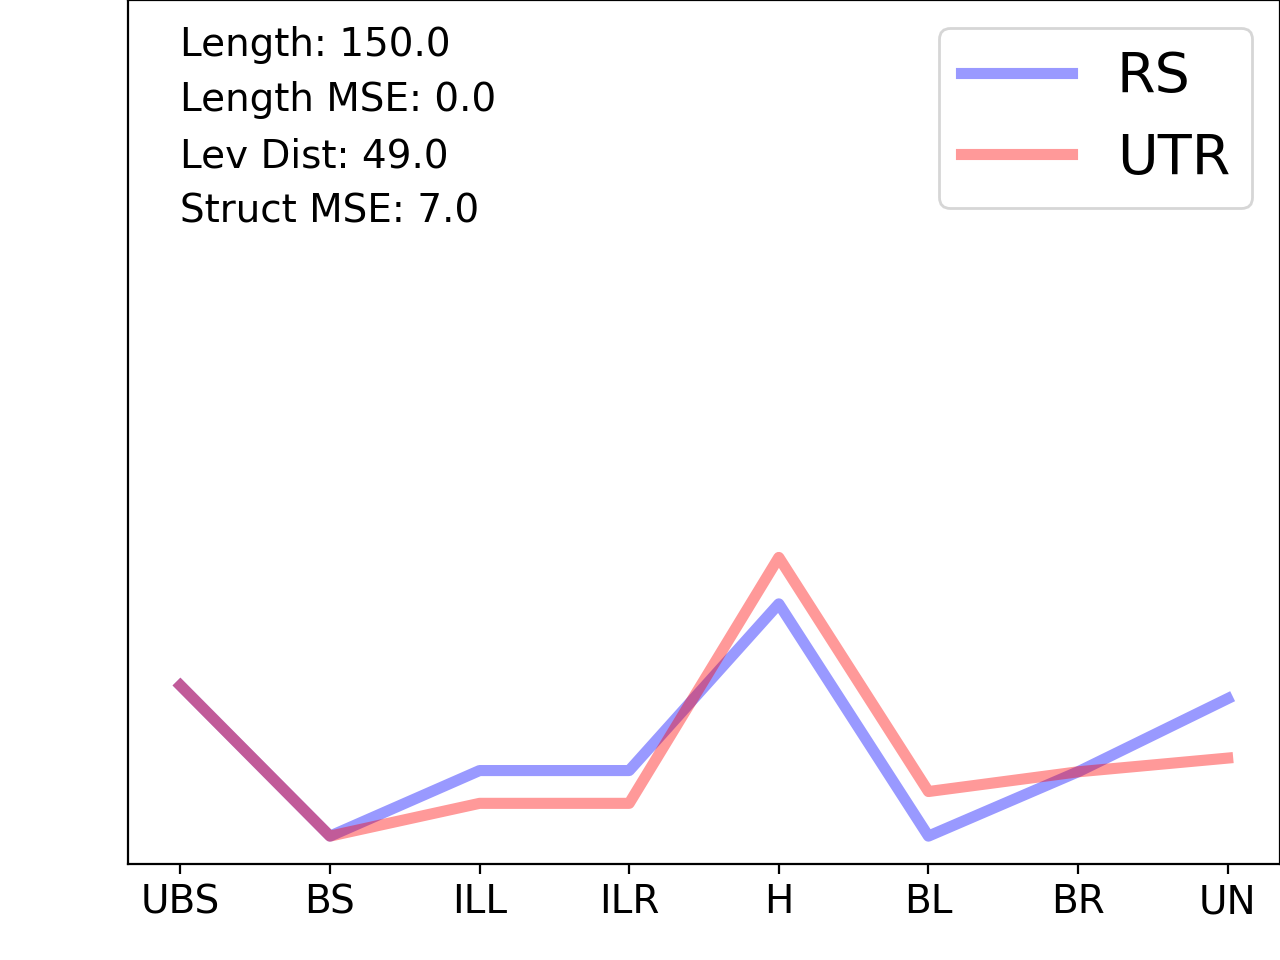 Length: 150.0
Length MSE: 0.0
Lev Dist: 49.0
Struct MSE: 7.0
RS
UTR
UBS BS ILL ILR H BL BR UN